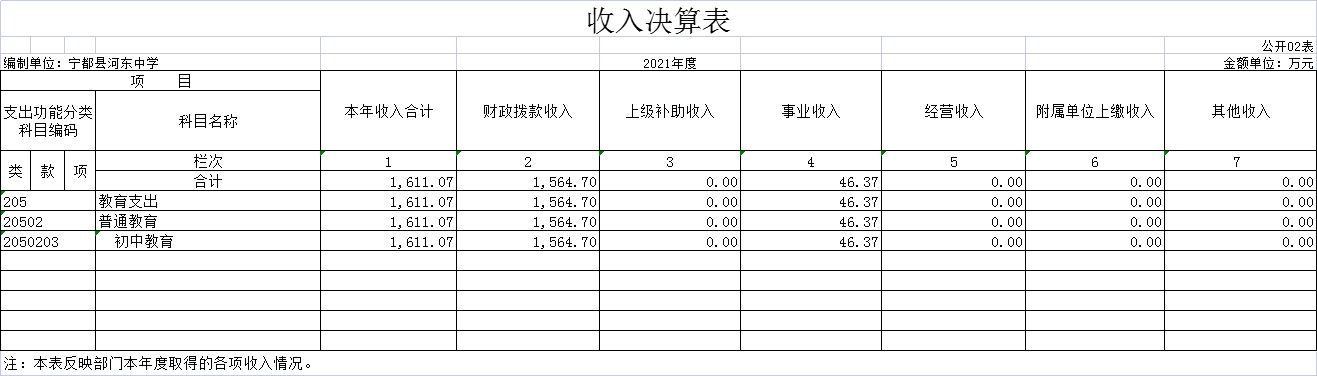 收入决算表
公开02表
编制单位：宁都县河东中学 2021年度 金额单位：万元
项 目 本年收入合计 财政拨款收入 上级补助收入 事业收入 经营收入 附属单位上缴收入 其他收入
支出功能分类
科目编码 科目名称
类 款 项 栏次 1 2 3 4 5 6 7
合计 1,611.07 1,564.70 0.00 46.37 0.00 0.00 0.00
205 教育支出 1,611.07 1,564.70 0.00 46.37 0.00 0.00 0.00
20502 普通教育 1,611.07 1,564.70 0.00 46.37 0.00 0.00 0.00
2050203 初中教育 1,611.07 1,564.70 0.00 46.37 0.00 0.00 0.00
注：本表反映部门本年度取得的各项收入情况。